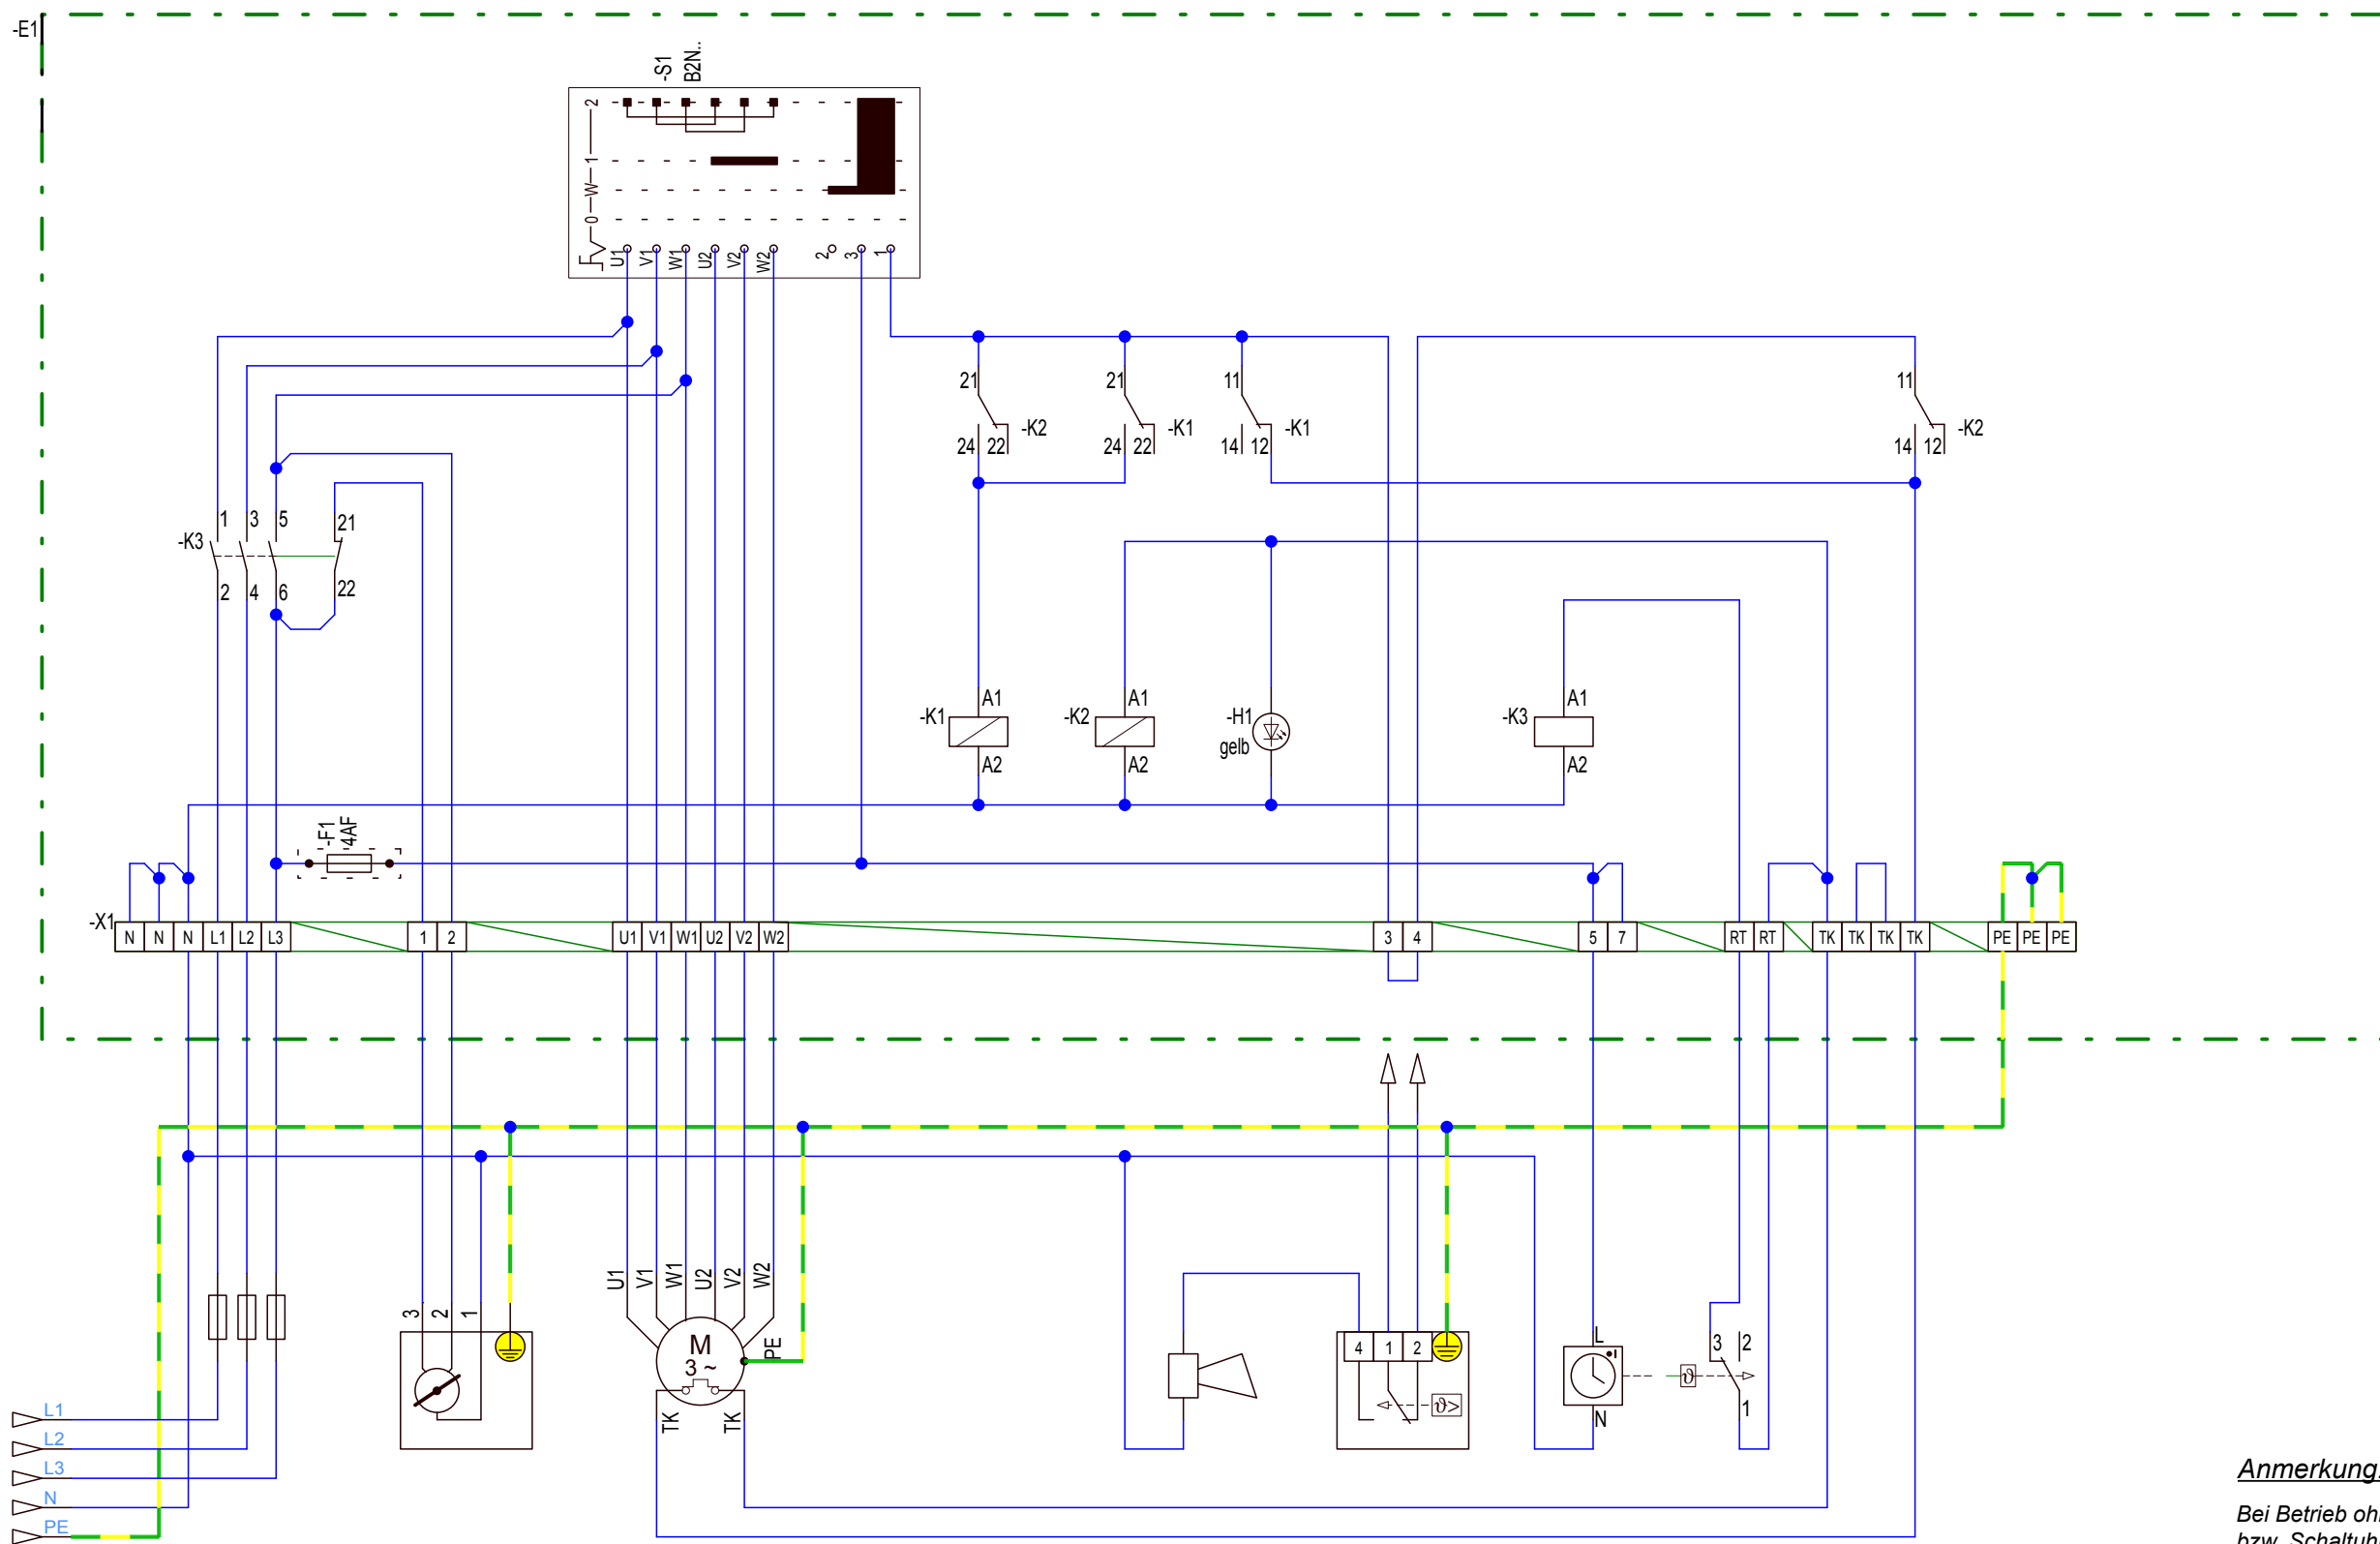 -E1
-S1
B2N..
0 W 1 2
U1 V1 W1 U2 V2 W2 2 3 1
21 21 11 11
-K2 -K1 -K1 -K2
24 22 24 22 14 12 14 12
1 3 5 21
-K3
2 4 6 22
A1 A1 A1
-K1 -K2 -H1 -K3
gelb
A2 A2 A2
-F1
4AF
-X1
N N N L1 L2 L3 1 2 U1 V1 W1 U2 V2 W2 3 4 5 7 RT RT TK TK TK TK PE PE PE
U1 V1 W1 U2 V2 W2
3 2 1
M
3 ~
PE
TK TK
4 1 2
ϑ>
L
N
ϑ
3 2
1
L1
L2
L3
N
PE
Anmerkung
Bei Betrieb
bzw.